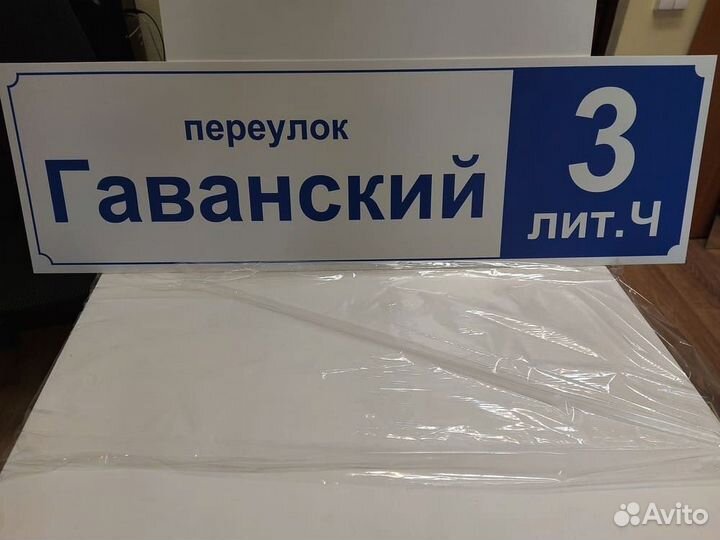 переулок
Гаванский
3
лит.Ч
Avito